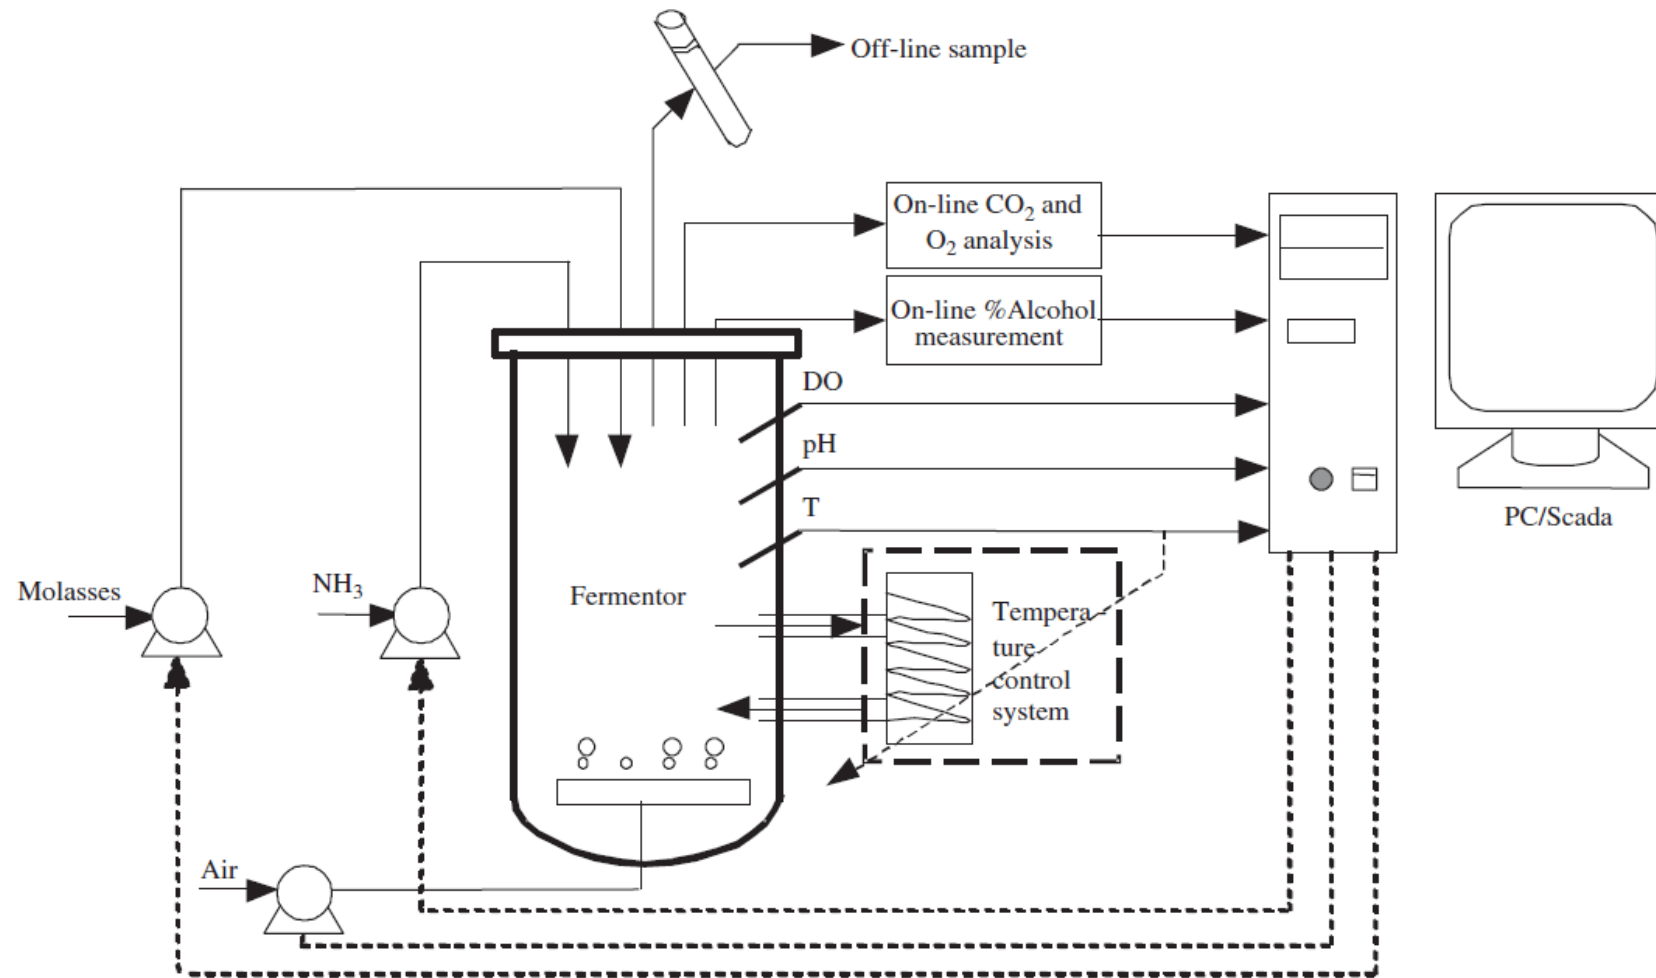 Off-line sample
On-line CO₂ and
O₂ analysis
On-line %Alcohol
measurement
DO
pH
T
PC/Scada
Molasses
NH₃
Fermentor
Tempera-
ture
control
system
Air